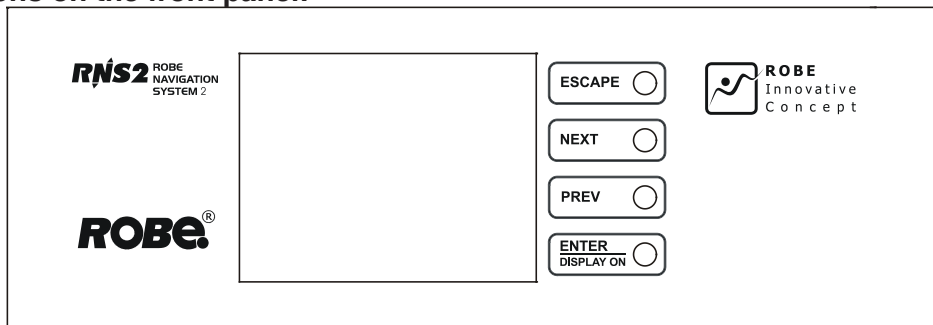 RNS2 ROBE
NAVIGATION
SYSTEM 2
ROBE®
ESCAPE
NEXT
PREV
ENTER
DISPLAY ON
ROBE
Innovative
Concept